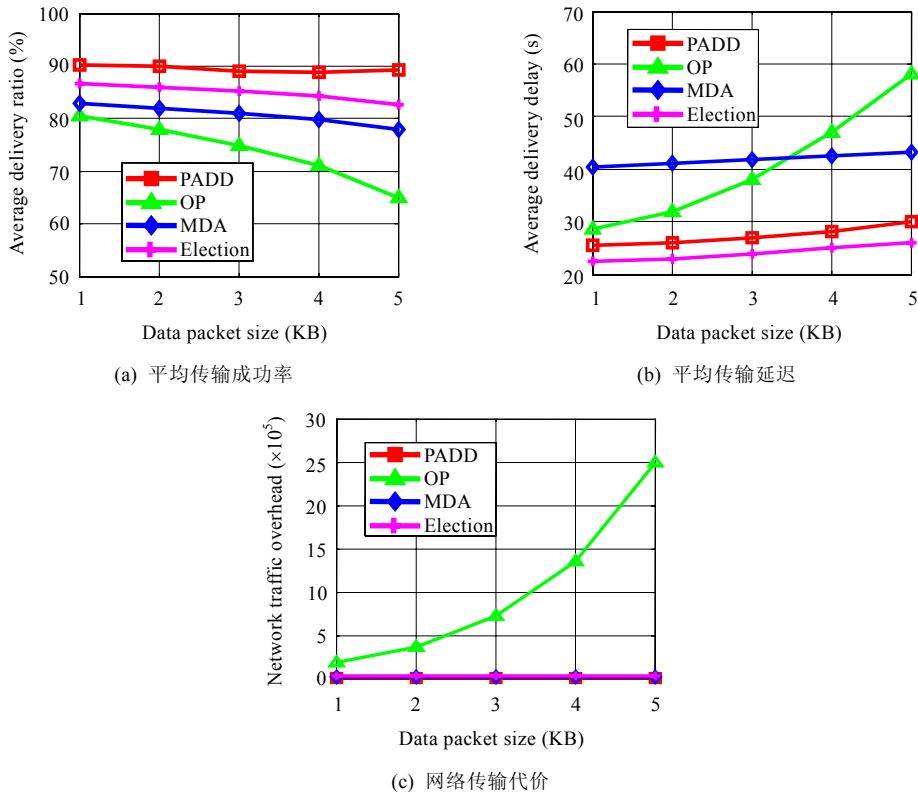 100
90
80
70
60
50
Average delivery ratio (%)
PADD
OP
MDA
Election
1 2 3 4 5
Data packet size (KB)
(a) 平均传输成功率
70
60
50
40
30
20
Average delivery delay (s)
PADD
OP
MDA
Election
1 2 3 4 5
Data packet size (KB)
(b) 平均传输延迟
30
25
20
15
10
5
0
Network traffic overhead (×10⁵)
PADD
OP
MDA
Election
1 2 3 4 5
Data packet size (KB)
(c) 网络传输代价